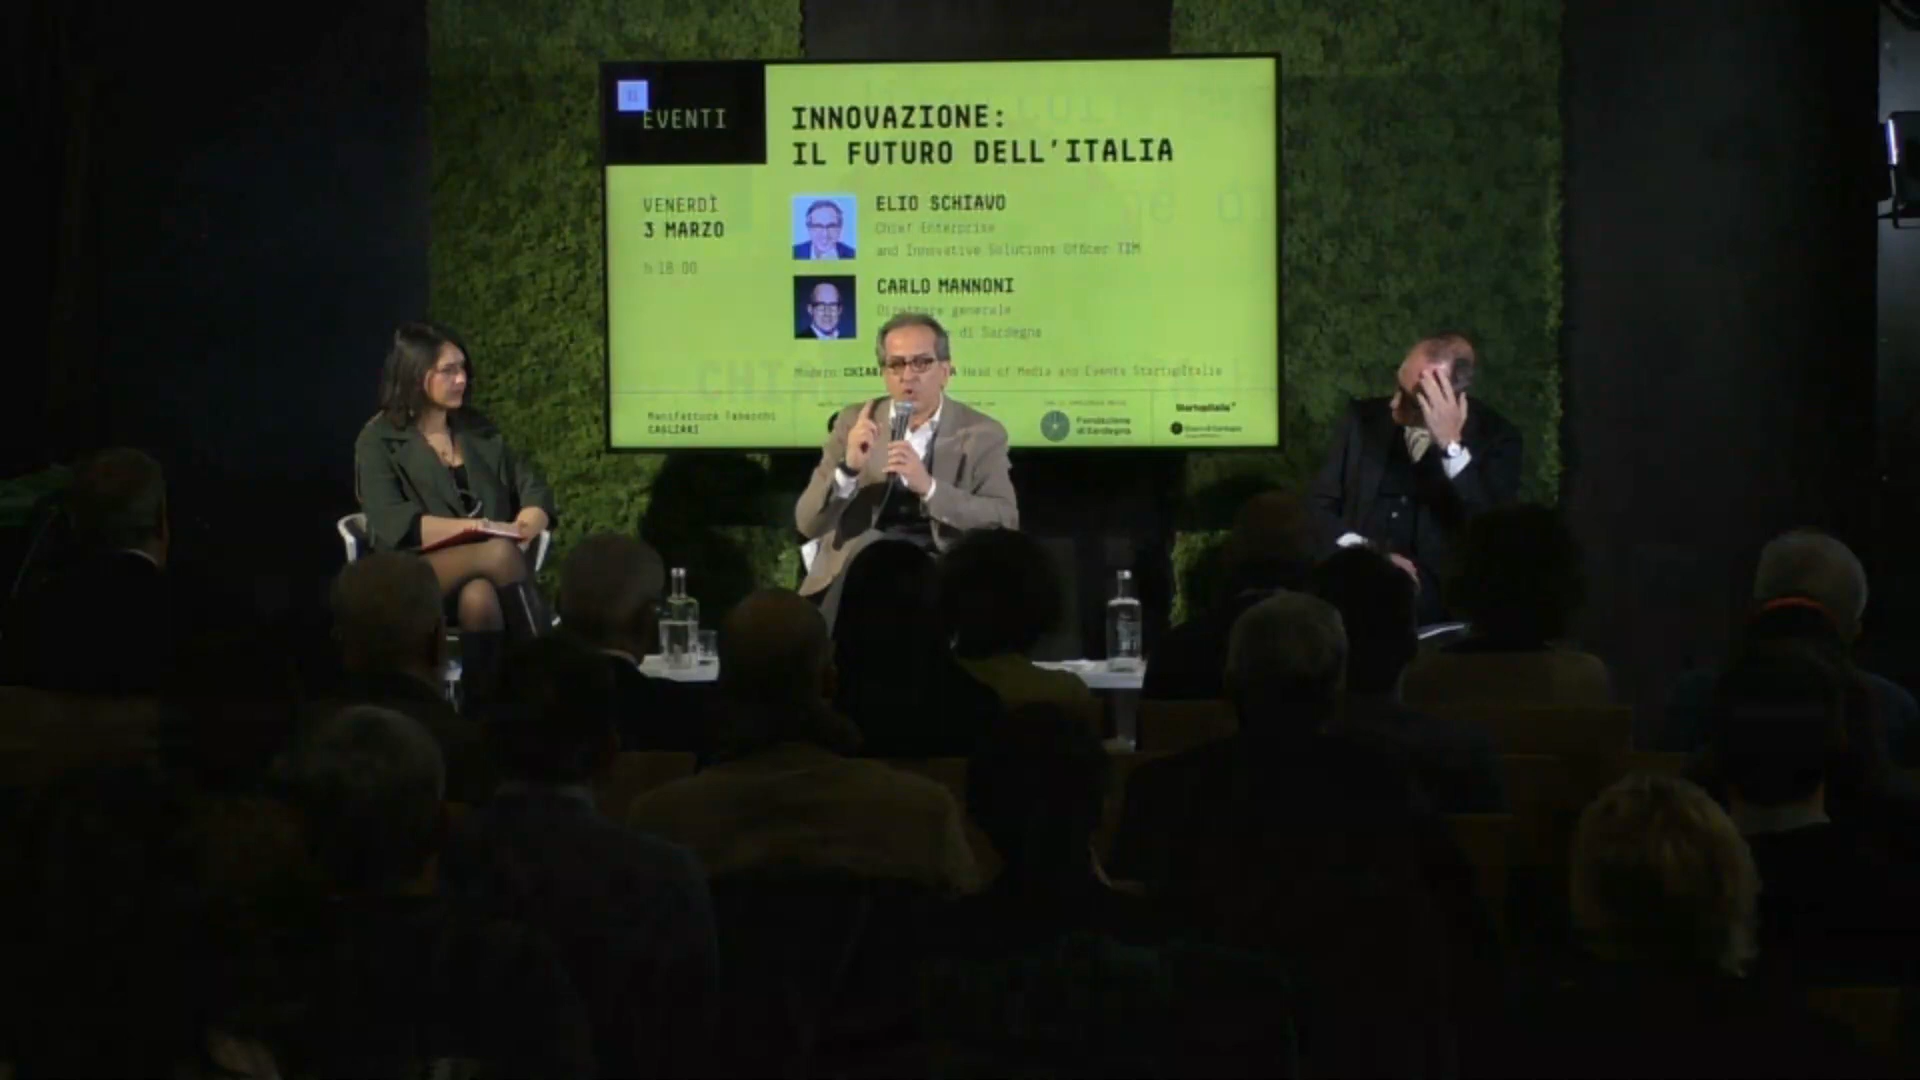 EVENTI
INNOVAZIONE:
IL FUTURO DELL'ITALIA
VENERDÌ
3 MARZO
h 18:00
ELIO SCHIAVO
Chief Enterprise
and Innovative Solutions Officer TIM
CARLO MANNONI
Direttore generale
di Sardegna
Modera: Head of Media and Events StartupItalia
Manifattura Tabacchi
CAGLIARI
Fondazione
di Sardegna
StartupItalia